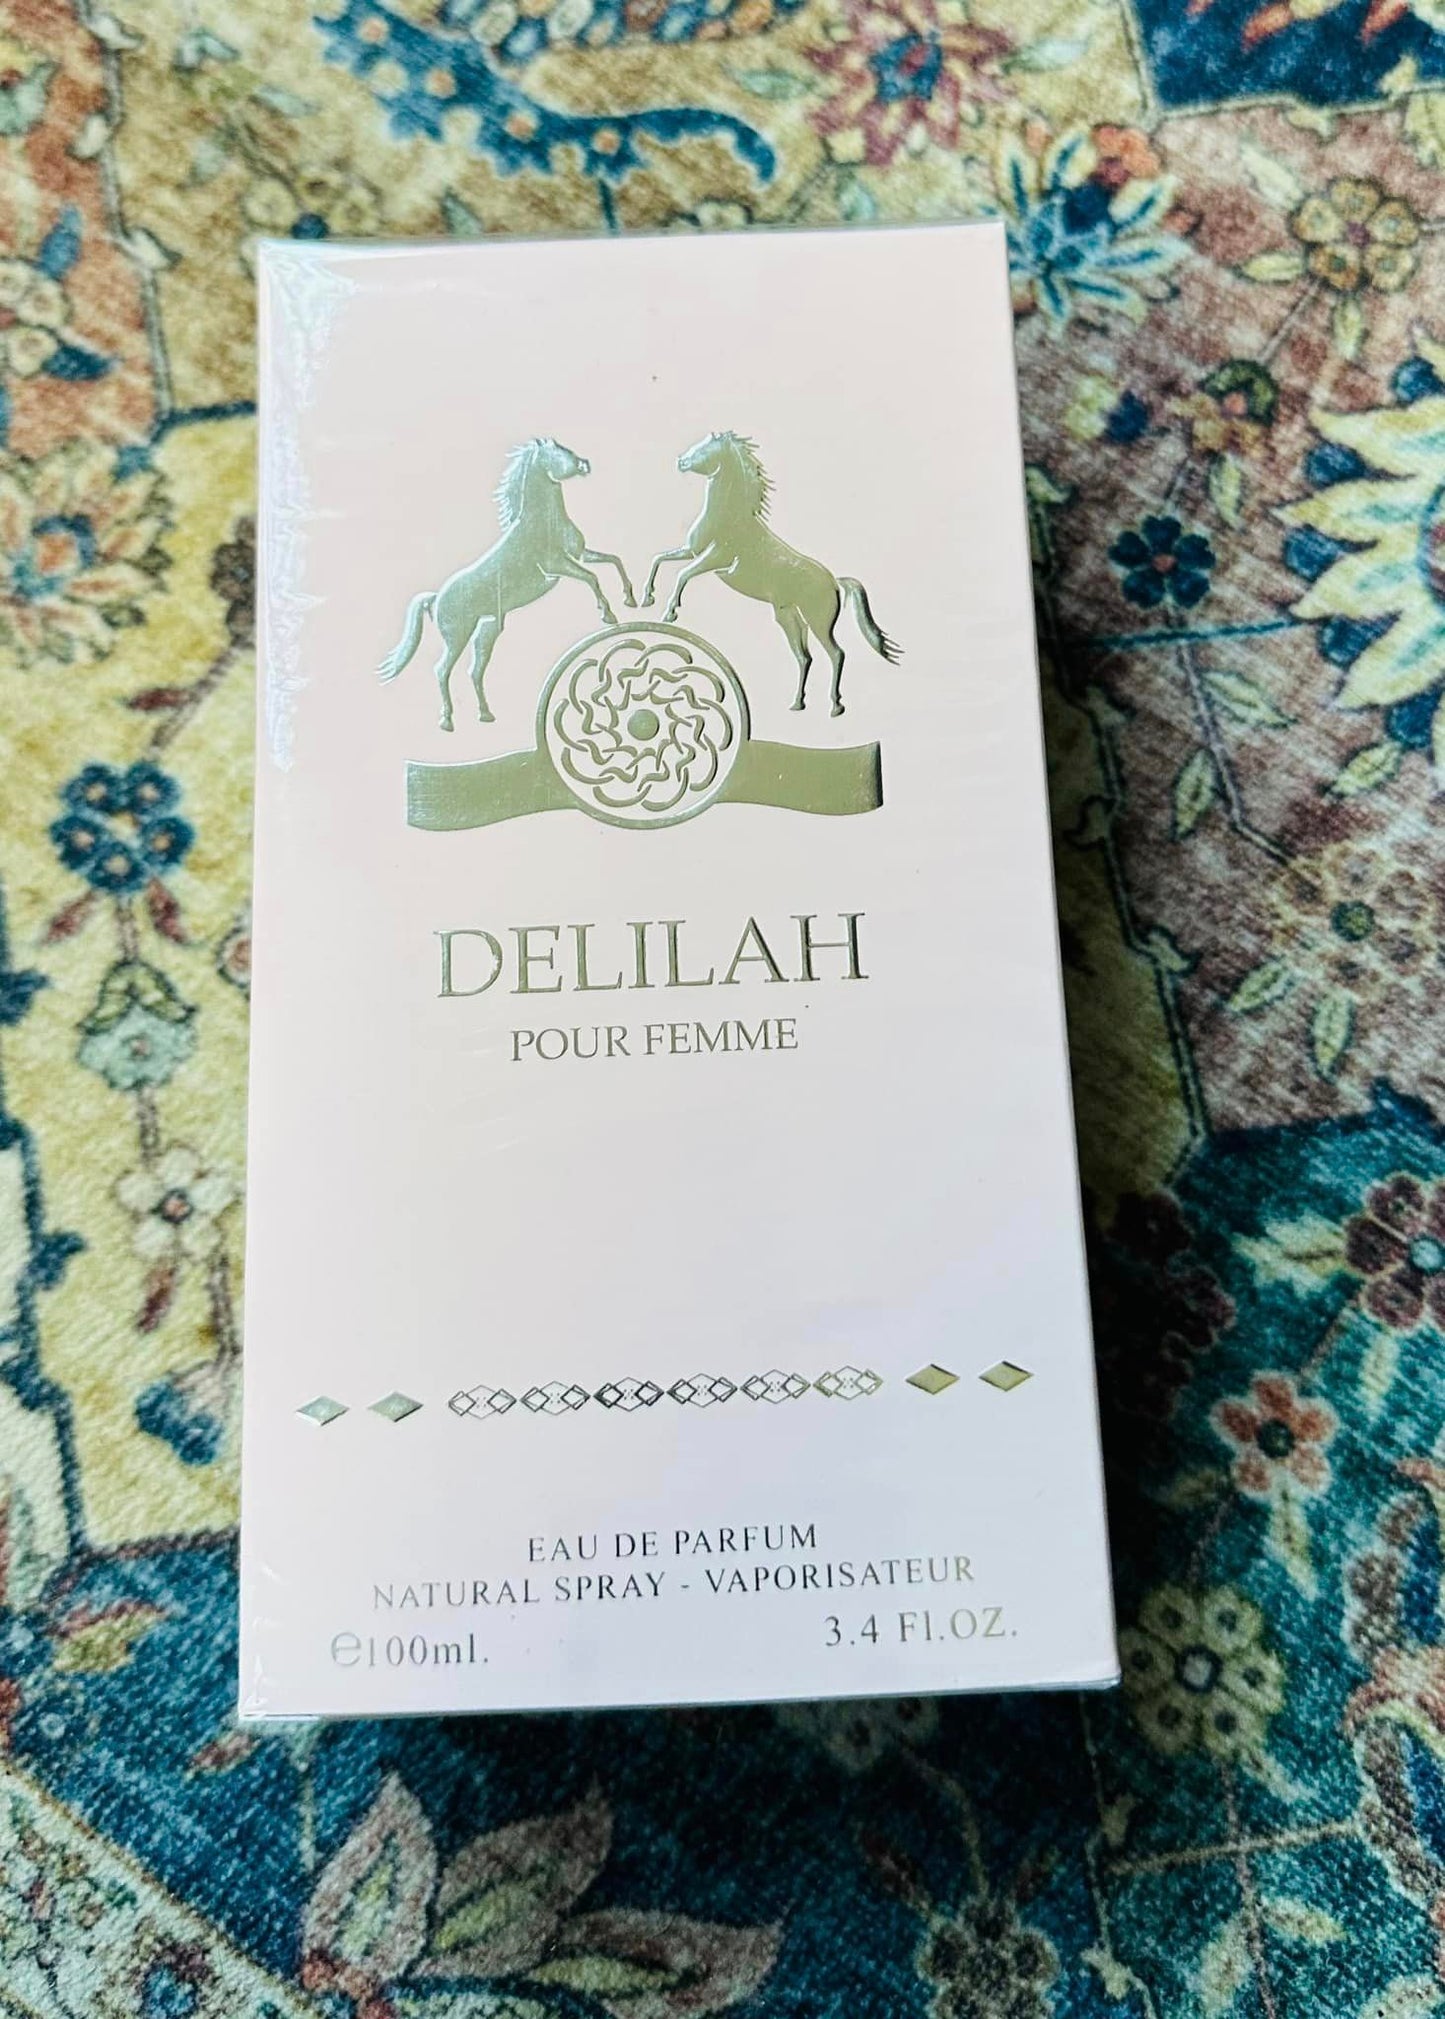 DELILAH
POUR FEMME
EAU DE PARFUM
NATURAL SPRAY - VAPORISATEUR
℮100ml.
3.4 Fl.OZ.